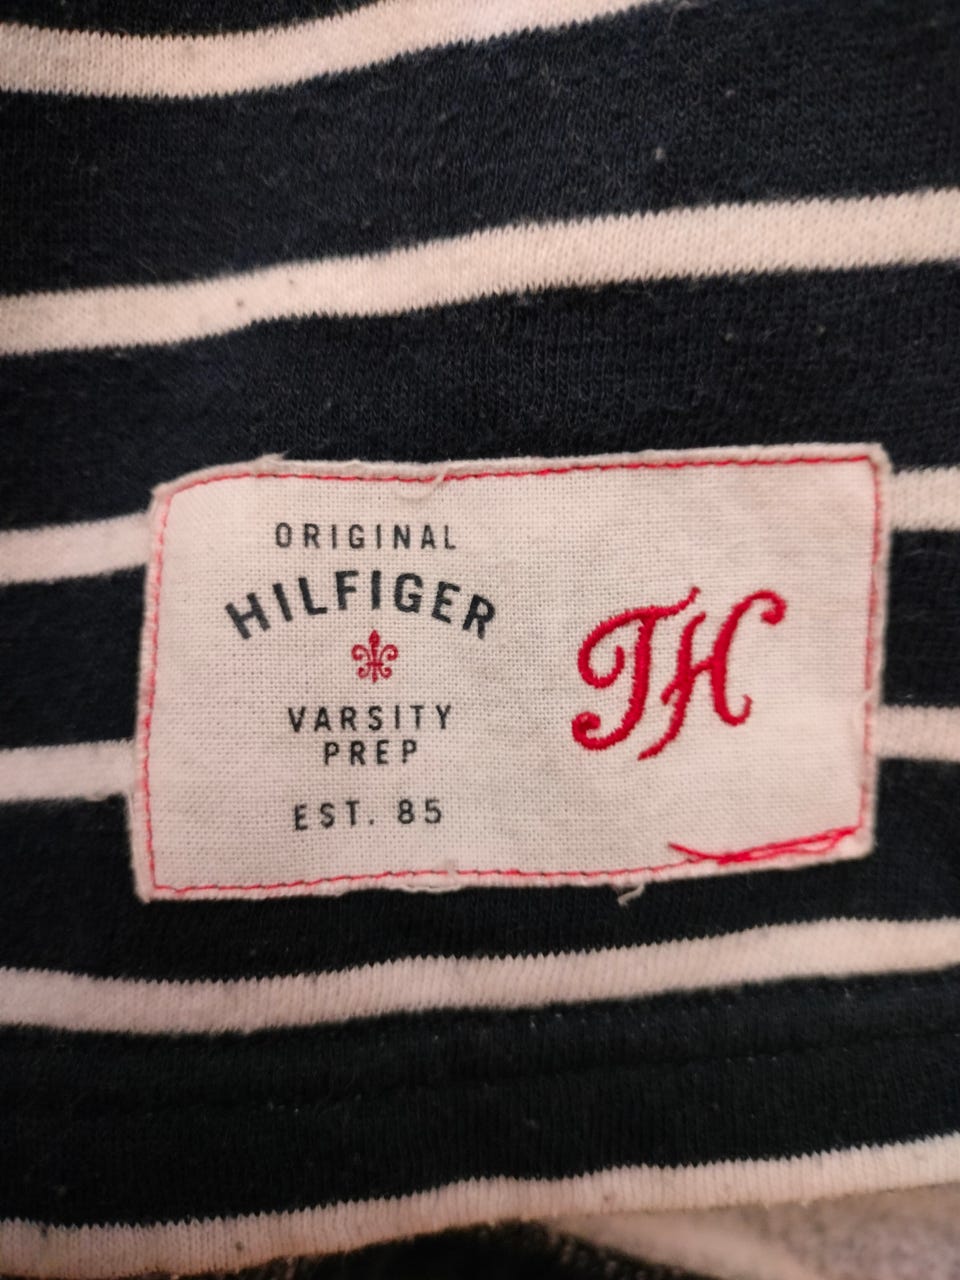 ORIGINAL
HILFIGER
VARSITY
PREP
EST. 85
TH